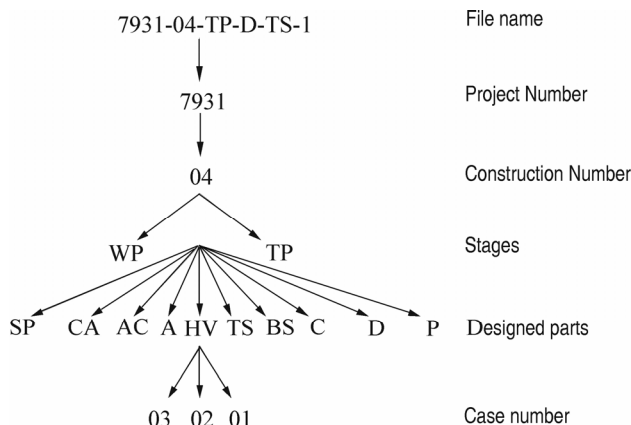 7931-04-TP-D-TS-1 File name
7931 Project Number
04 Construction Number
WP TP Stages
SP CA AC A HV TS BS C D P Designed parts
03 02 01 Case number